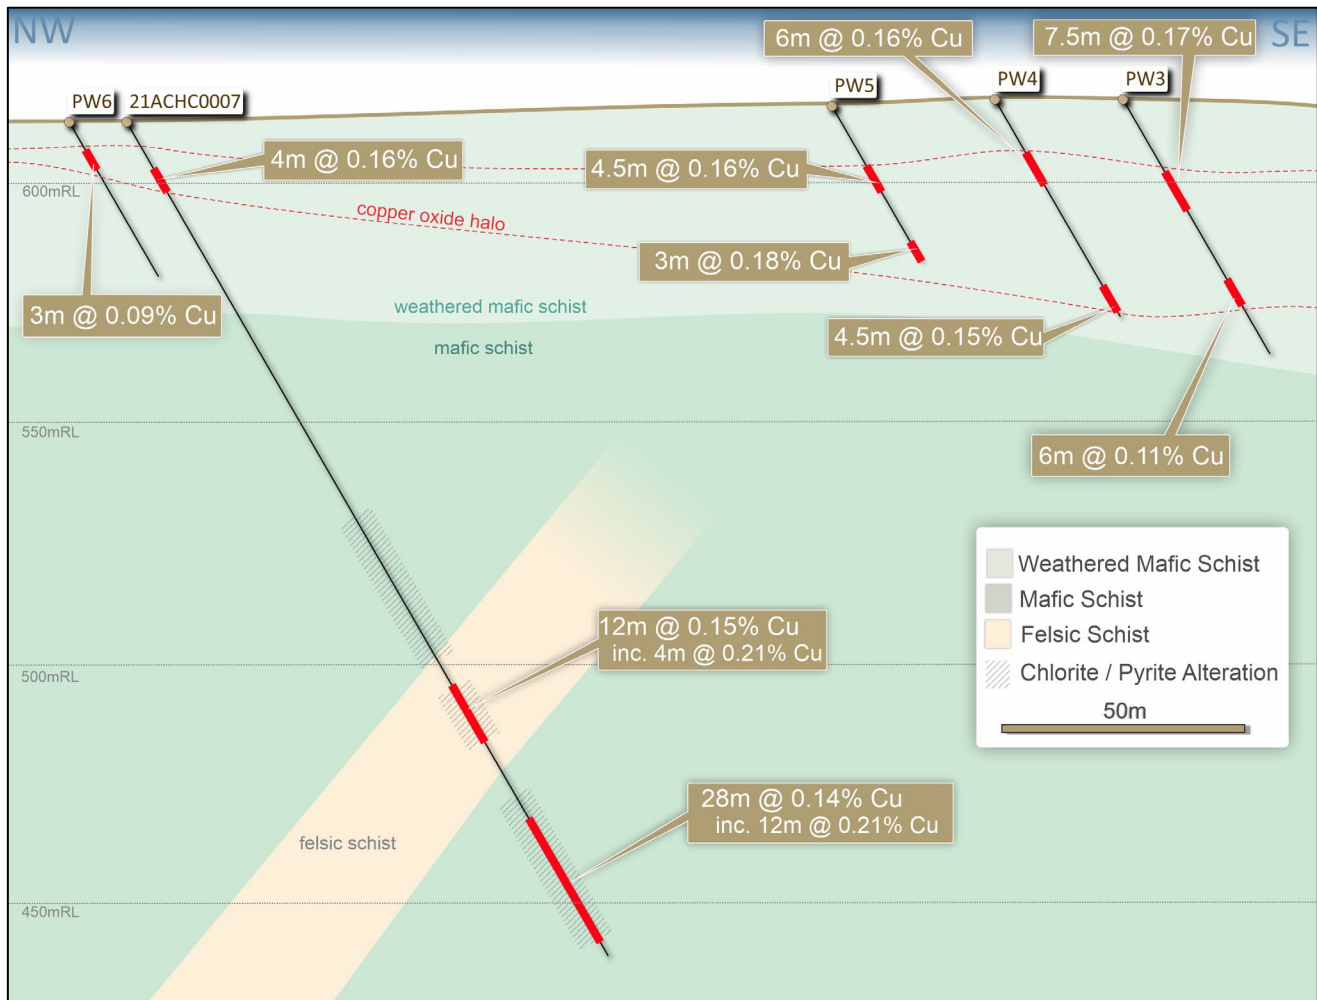 NW
SE
6m @ 0.16% Cu
7.5m @ 0.17% Cu
PW6
21ACHC0007
PW5
PW4
PW3
4m @ 0.16% Cu
4.5m @ 0.16% Cu
600mRL
copper oxide halo
3m @ 0.18% Cu
3m @ 0.09% Cu
weathered mafic schist
4.5m @ 0.15% Cu
mafic schist
550mRL
6m @ 0.11% Cu
Weathered Mafic Schist
Mafic Schist
Felsic Schist
Chlorite / Pyrite Alteration
50m
12m @ 0.15% Cu
inc. 4m @ 0.21% Cu
500mRL
28m @ 0.14% Cu
inc. 12m @ 0.21% Cu
felsic schist
450mRL